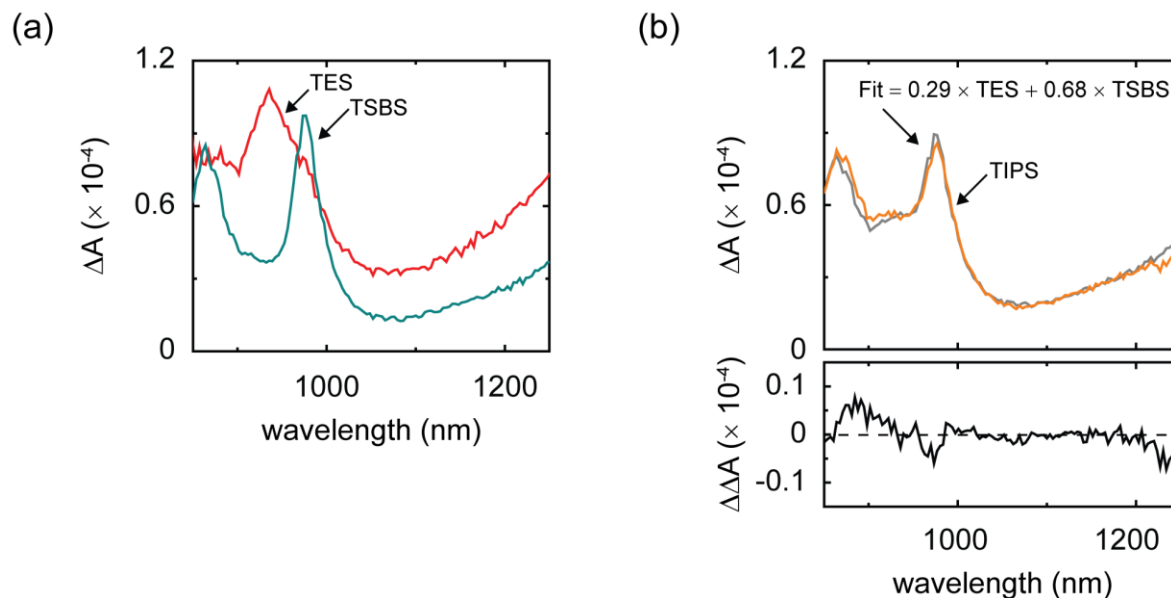 (a)
1.2
0.6
0
ΔA (× 10⁻⁴)
TES
TSBS
1000
1200
wavelength (nm)
(b)
1.2
0.6
0
ΔA (× 10⁻⁴)
Fit = 0.29 × TES + 0.68 × TSBS
TIPS
0.1
0
-0.1
ΔΔA (× 10⁻⁴)
1000
1200
wavelength (nm)